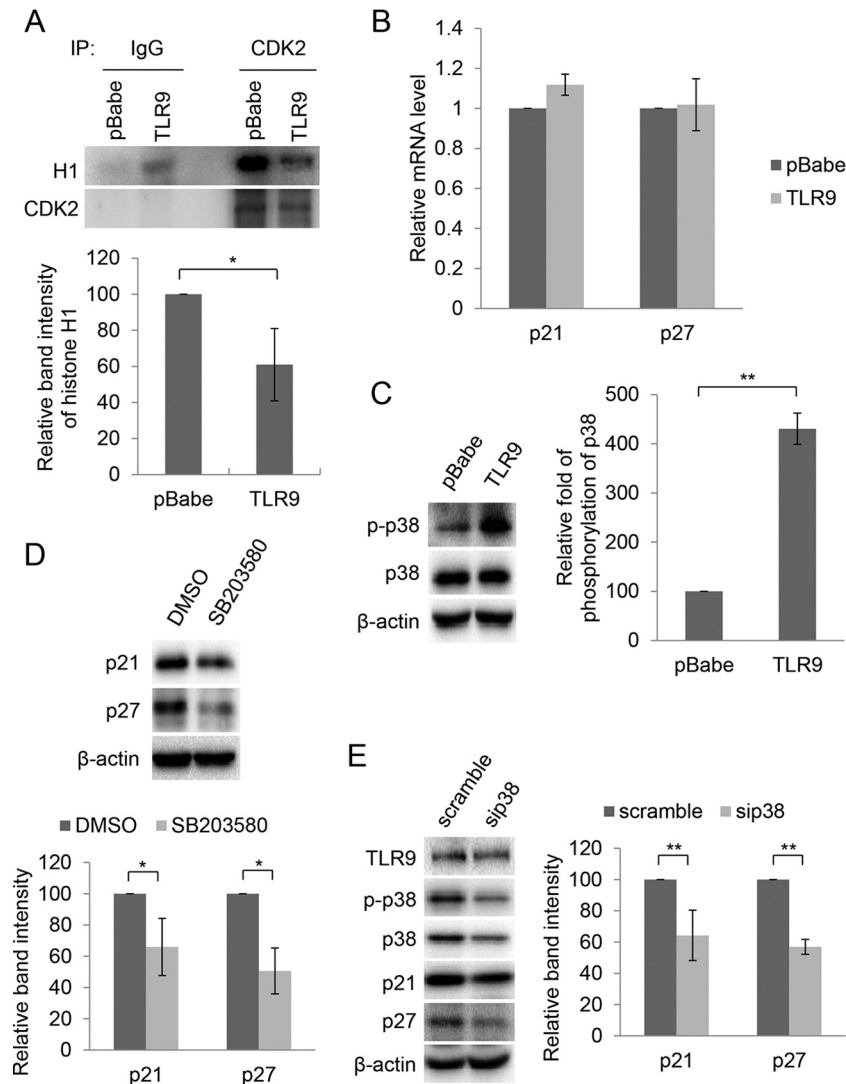 A
IP: IgG CDK2
pBabe TLR9 pBabe TLR9
H1
CDK2
Relative band intensity
of histone H1
120
100
80
60
40
20
0
*
pBabe TLR9
B
Relative mRNA level
1.4
1.2
1
0.8
0.6
0.4
0.2
0
p21 p27
pBabe
TLR9
C
pBabe TLR9
p-p38
p38
β-actin
Relative fold of
phosphorylation of p38
500
400
300
200
100
0
**
pBabe TLR9
D
DMSO SB203580
p21
p27
β-actin
DMSO SB203580
Relative band intensity
120
100
80
60
40
20
0
* *
p21 p27
E
scramble sip38
TLR9
p-p38
p38
p21
p27
β-actin
scramble sip38
Relative band intensity
120
100
80
60
40
20
0
** **
p21 p27